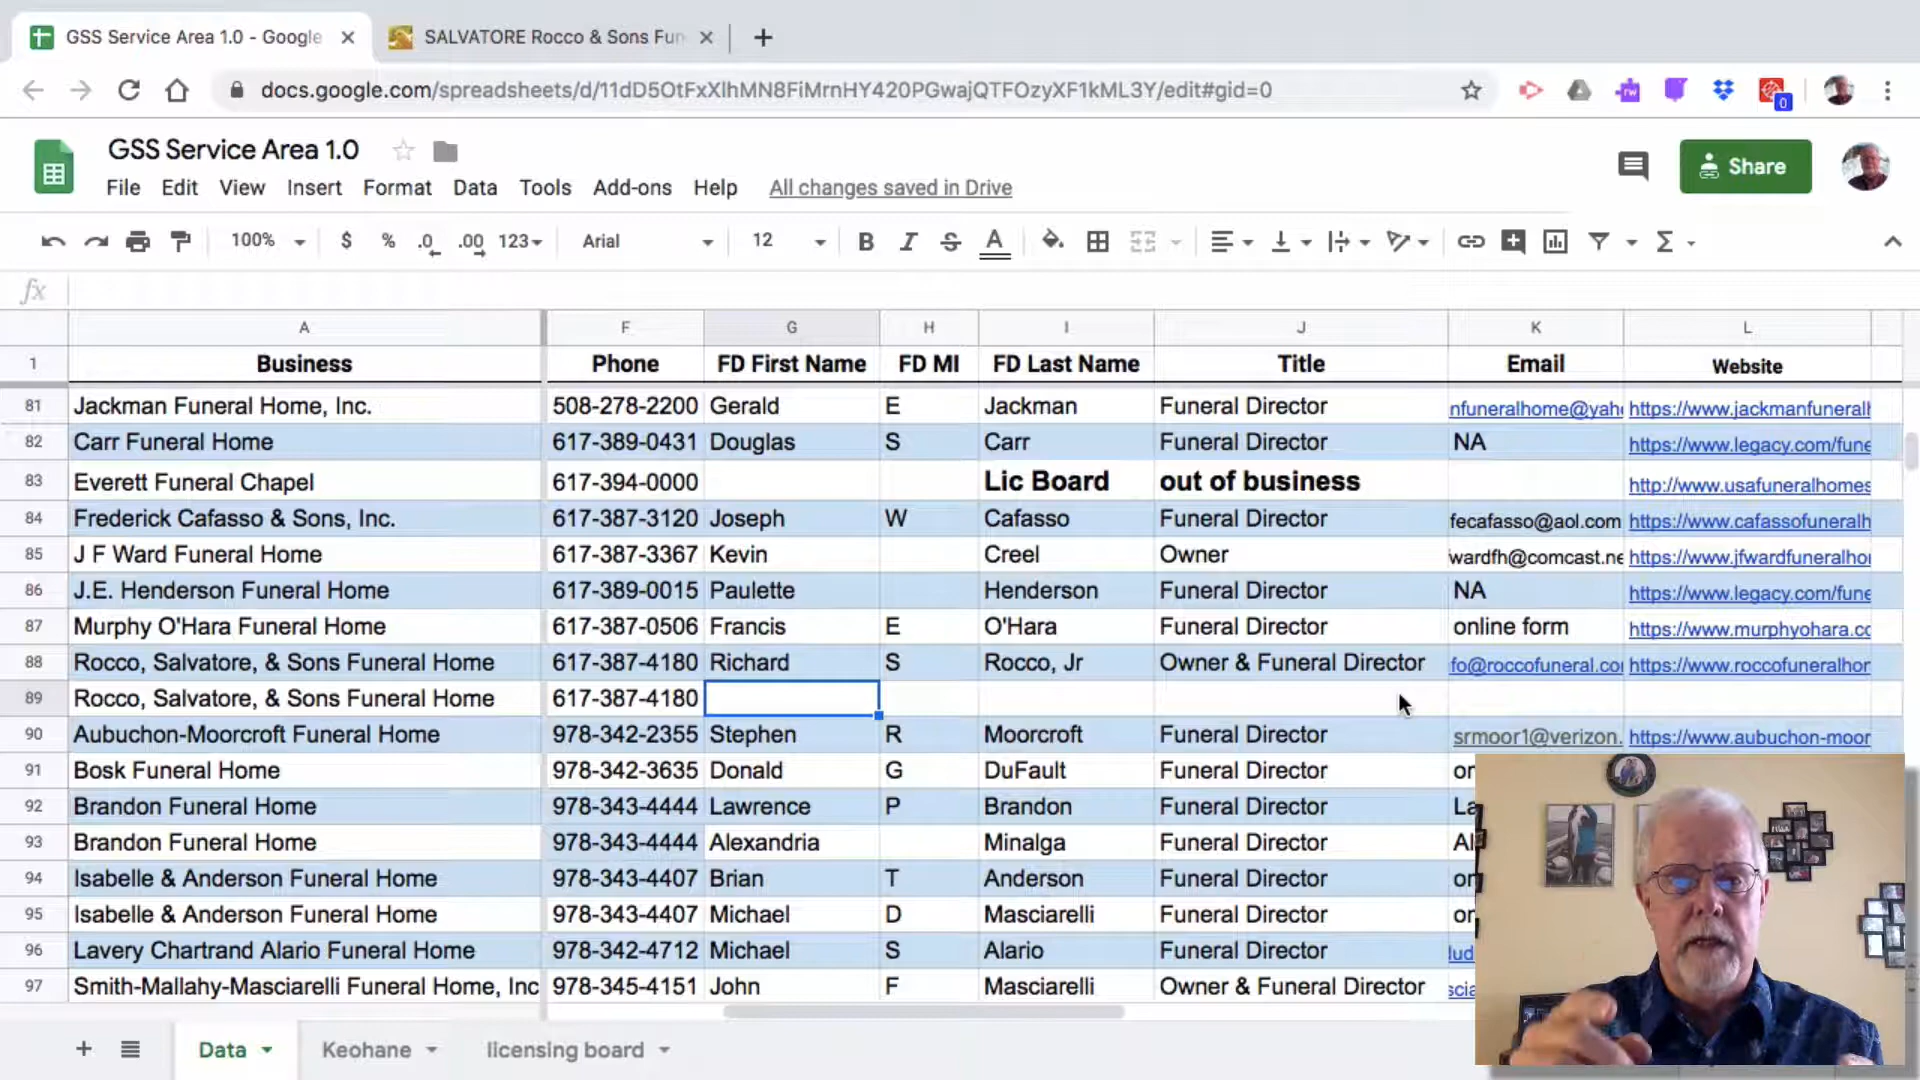 GSS Service Area 1.0 - Google
SALVATORE Rocco & Sons Fun
docs.google.com/spreadsheets/d/11dD5OtFxXlhMN8FiMrnHY420PGwajQTFOzyXF1kML3Y/edit#gid=0
rw
0
GSS Service Area 1.0
File Edit View Insert Format Data Tools Add-ons Help All changes saved in Drive
Share
100% $ % .0 .00 123 Arial 12 B I S A Σ
fx
A F G H I J K L
1 Business Phone FD First Name FD MI FD Last Name Title Email Website
81 Jackman Funeral Home, Inc. 508-278-2200 Gerald E Jackman Funeral Director nfuneralhome@yah https://www.jackmanfuneralh
82 Carr Funeral Home 617-389-0431 Douglas S Carr Funeral Director NA https://www.legacy.com/fune
83 Everett Funeral Chapel 617-394-0000 Lic Board out of business http://www.usafuneralhomes
84 Frederick Cafasso & Sons, Inc. 617-387-3120 Joseph W Cafasso Funeral Director fecafasso@aol.com https://www.cafassofuneralh
85 J F Ward Funeral Home 617-387-3367 Kevin Creel Owner wardfh@comcast.ne https://www.jfwardfuneralhor
86 J.E. Henderson Funeral Home 617-389-0015 Paulette Henderson Funeral Director NA https://www.legacy.com/fune
87 Murphy O'Hara Funeral Home 617-387-0506 Francis E O'Hara Funeral Director online form https://www.murphyohara.co
88 Rocco, Salvatore, & Sons Funeral Home 617-387-4180 Richard S Rocco, Jr Owner & Funeral Director fo@roccofuneral.co https://www.roccofuneralhor
89 Rocco, Salvatore, & Sons Funeral Home 617-387-4180
90 Aubuchon-Moorcroft Funeral Home 978-342-2355 Stephen R Moorcroft Funeral Director srmoor1@verizon. https://www.aubuchon-moor
91 Bosk Funeral Home 978-342-3635 Donald G DuFault Funeral Director or
92 Brandon Funeral Home 978-343-4444 Lawrence P Brandon Funeral Director La
93 Brandon Funeral Home 978-343-4444 Alexandria Minalga Funeral Director Al
94 Isabelle & Anderson Funeral Home 978-343-4407 Brian T Anderson Funeral Director or
95 Isabelle & Anderson Funeral Home 978-343-4407 Michael D Masciarelli Funeral Director or
96 Lavery Chartrand Alario Funeral Home 978-342-4712 Michael S Alario Funeral Director lud
97 Smith-Mallahy-Masciarelli Funeral Home, Inc 978-345-4151 John F Masciarelli Owner & Funeral Director scia
Data Keohane licensing board